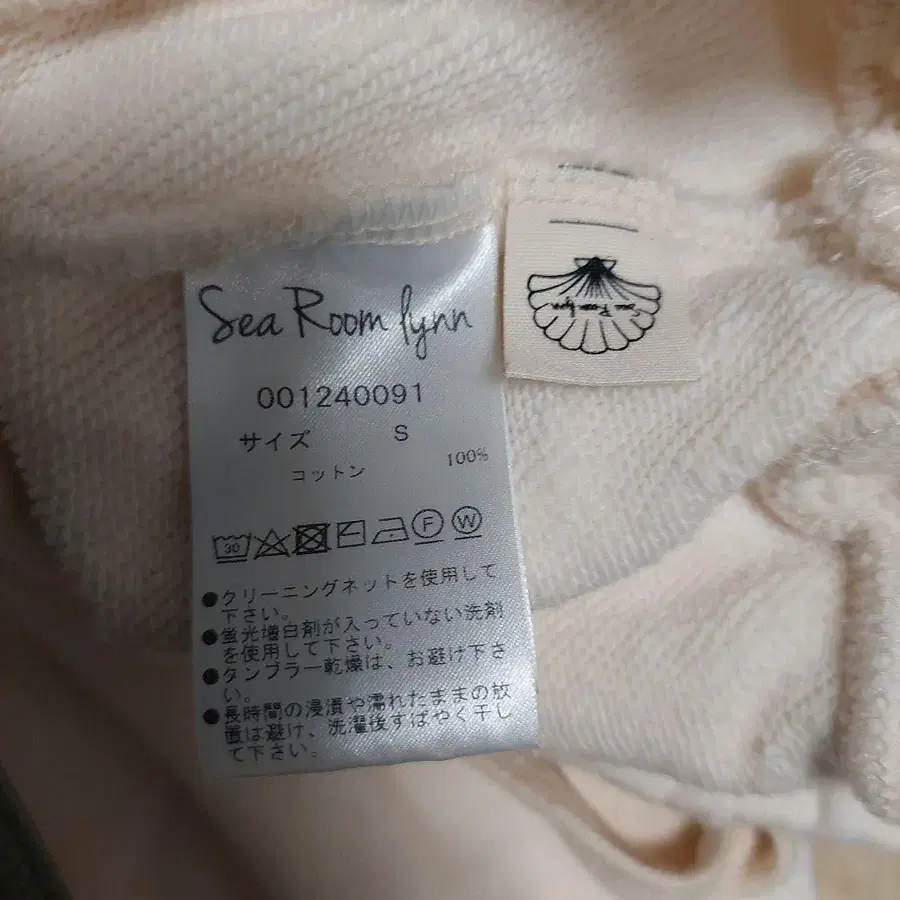 Sea Room lynn
001240091
サイズ S
コットン 100%
30 F W
●クリーニングネットを使用して
下さい。
●蛍光増白剤が入っていない洗剤
を使用して下さい。
●タンブラー乾燥は、お避け下さ
い。
●長時間の浸漬や濡れたままの放
置は避け、洗濯後すばやく干し
て下さい。
Sea Room lynn